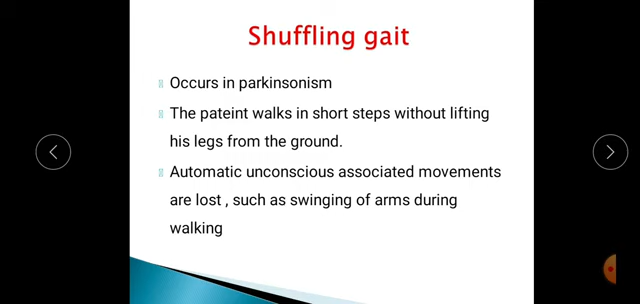 Shuffling gait
Occurs in parkinsonism
The pateint walks in short steps without lifting
his legs from the ground.
Automatic unconscious associated movements
are lost , such as swinging of arms during
walking